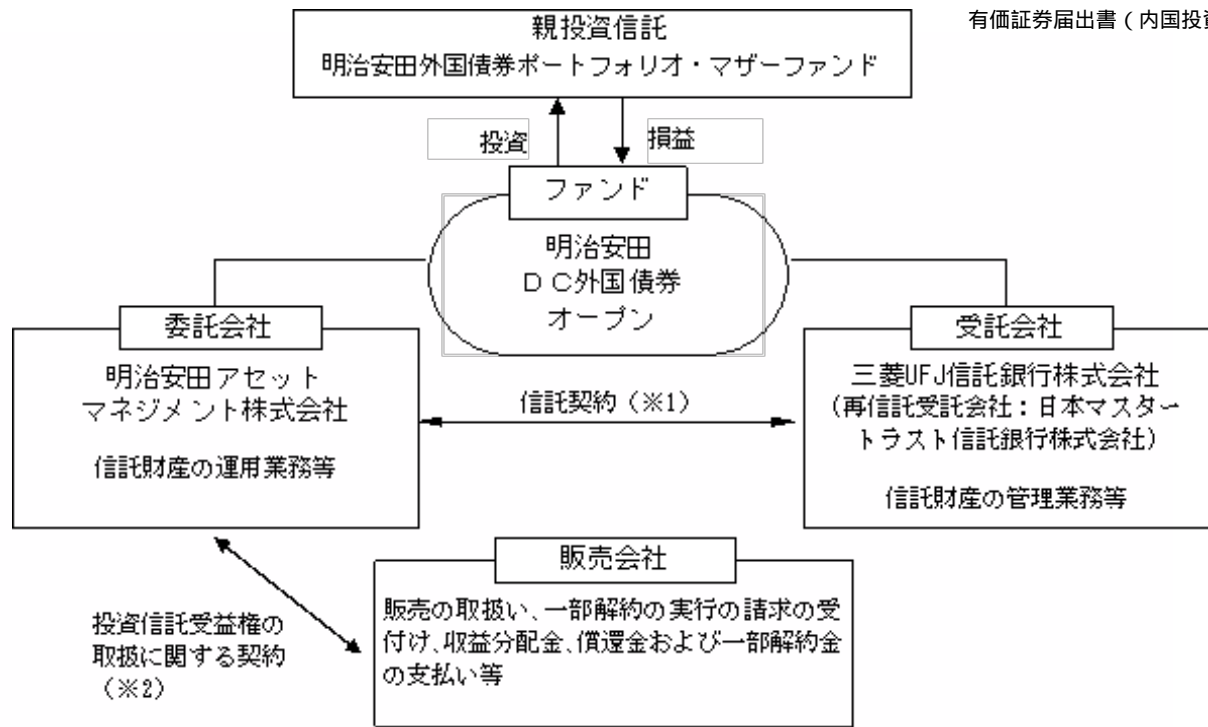 有価証券届出書(内国投資
親投資信託
明治安田外国債券ポートフォリオ・マザーファンド
投資
損益
ファンド
明治安田
DC外国債券
オープン
委託会社
明治安田アセット
マネジメント株式会社
信託財産の運用業務等
信託契約(※1)
受託会社
三菱UFJ信託銀行株式会社
(再信託受託会社:日本マスター
トラスト信託銀行株式会社)
信託財産の管理業務等
投資信託受益権の
取扱に関する契約
(※2)
販売会社
販売の取扱い、一部解約の実行の請求の受
付け、収益分配金、償還金および一部解約金
の支払い等